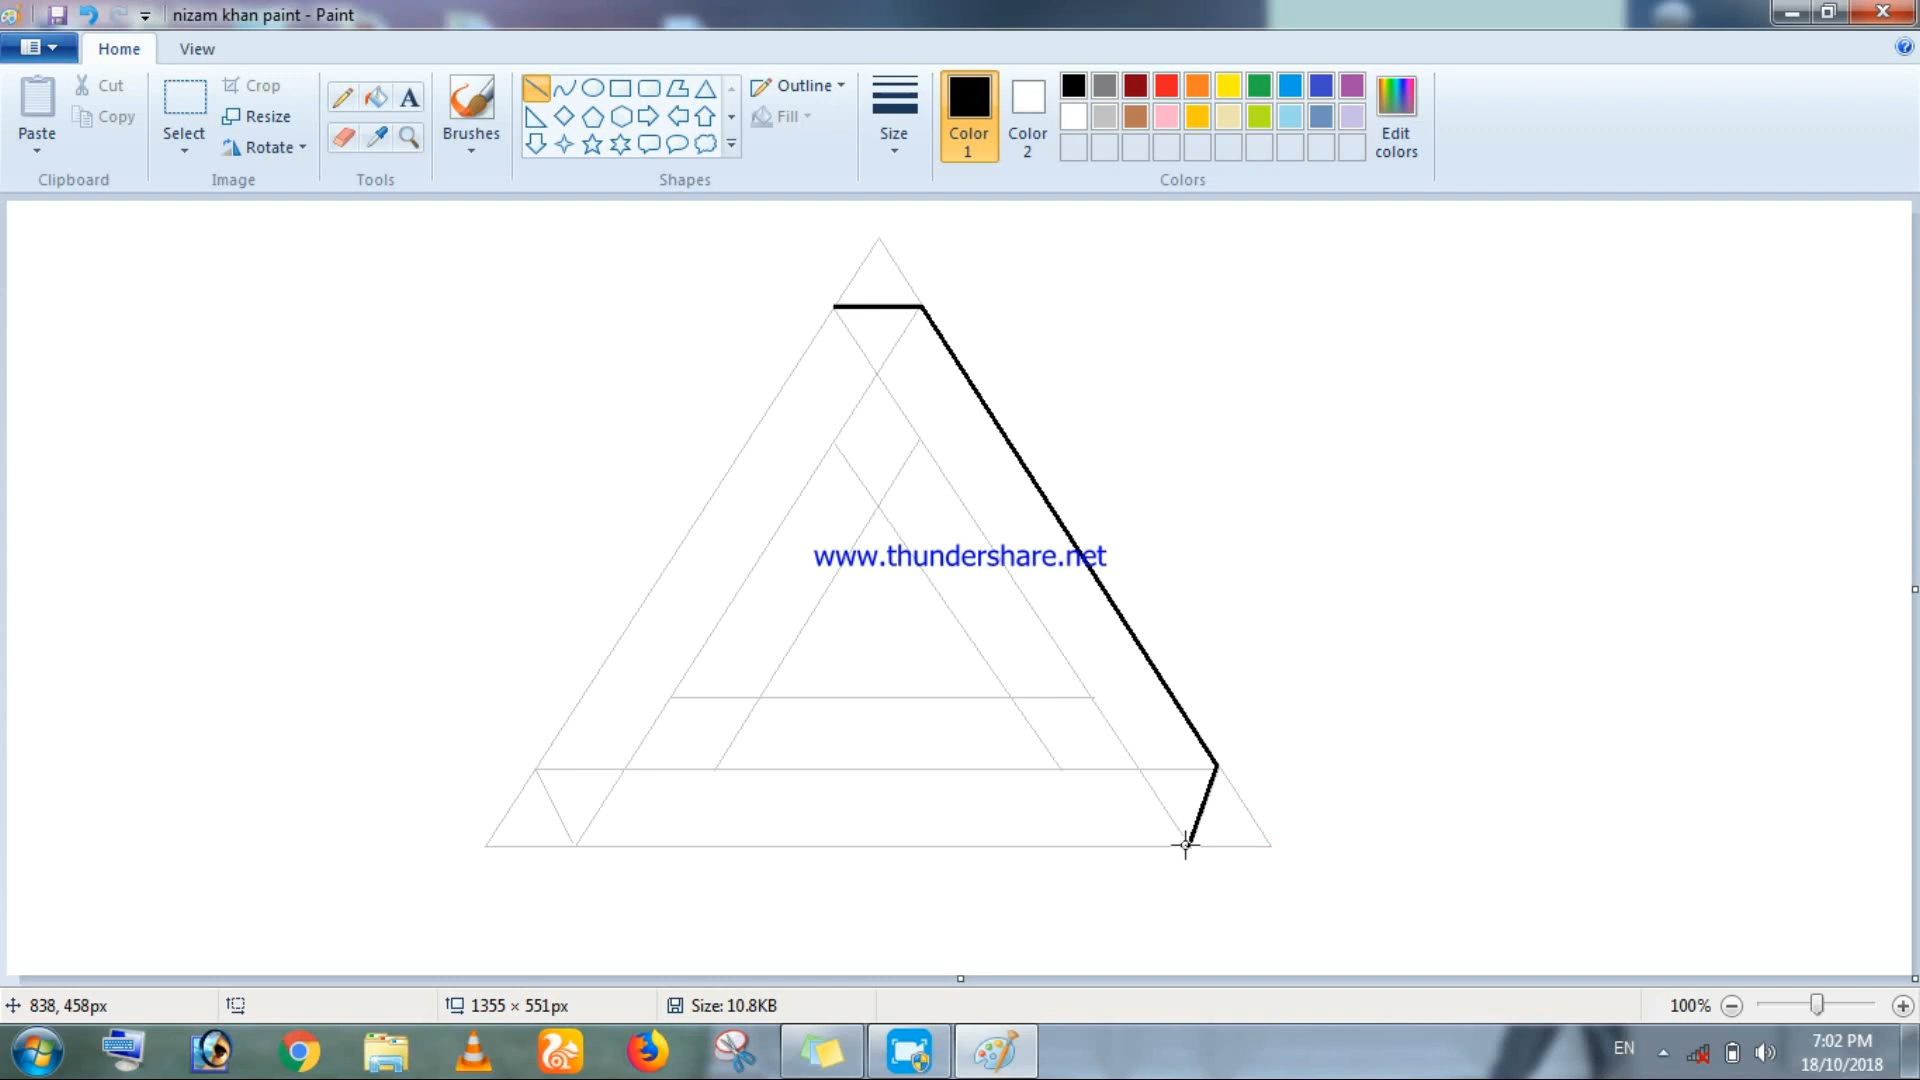 nizam khan paint - Paint
Home View
Paste
Cut
Copy
Clipboard
Select
Crop
Resize
Rotate
Image
A
Tools
Brushes
Outline
Fill
Shapes
Size
Color 1
Color 2
Edit colors
Colors
www.thundershare.net
838, 458px
1355 × 551px
Size: 10.8KB
100%
EN
7:02 PM
18/10/2018